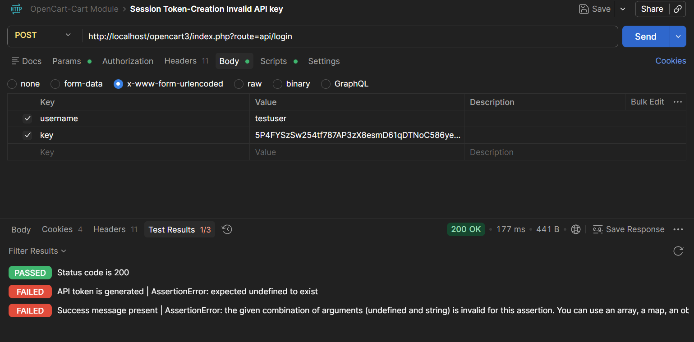 HTTP OpenCart-Cart Module > Session Token-Creation Invalid API key Save Share
POST http://localhost/opencart3/index.php?route=api/login Send
Docs Params Authorization Headers 11 Body Scripts Settings Cookies
none form-data x-www-form-urlencoded raw binary GraphQL
Key Value Description Bulk Edit
username testuser
key 5P4FYSzSw254tf787AP3zX8esmD61qDTNoC586ye...
Key Value Description
Body Cookies 4 Headers 11 Test Results 1/3 200 OK • 177 ms • 441 B Save Response
Filter Results
PASSED Status code is 200
FAILED API token is generated | AssertionError: expected undefined to exist
FAILED Success message present | AssertionError: the given combination of arguments (undefined and string) is invalid for this assertion. You can use an array, a map, an ob